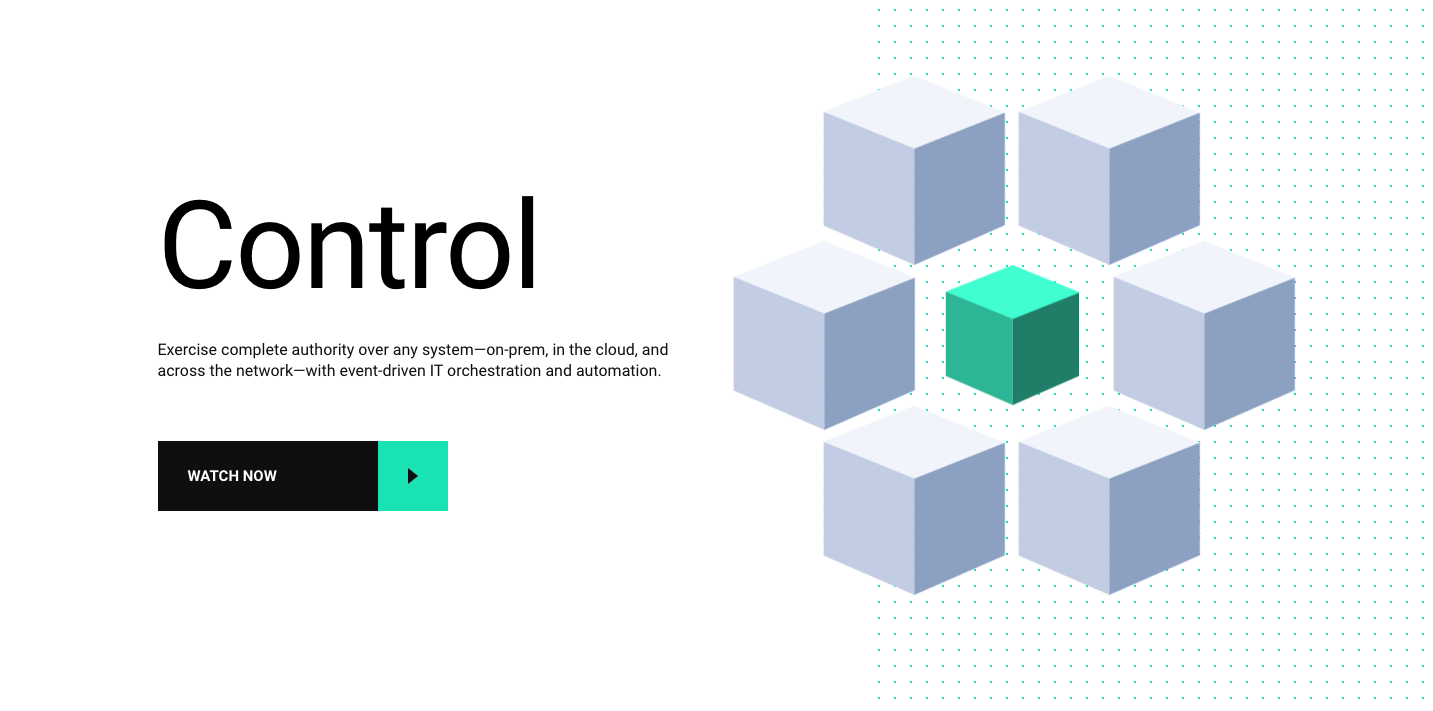 Control
Exercise complete authority over any system—on-prem, in the cloud, and
across the network—with event-driven IT orchestration and automation.
WATCH NOW